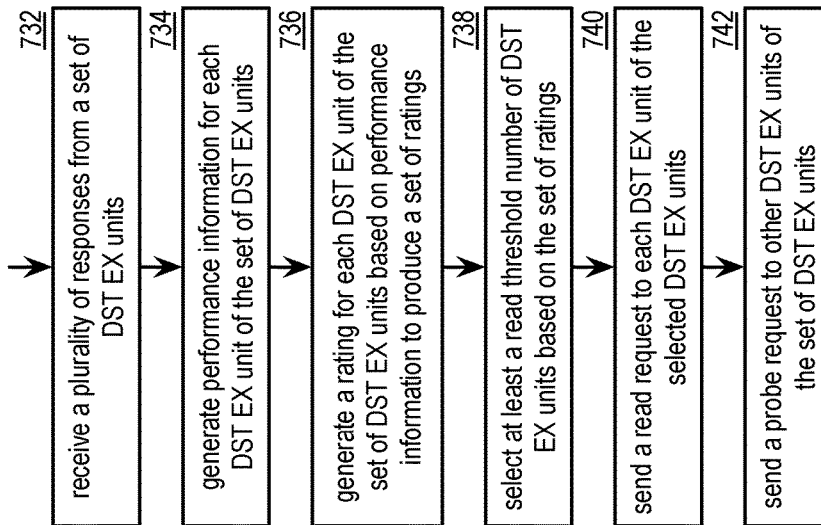 732
receive a plurality of responses from a set of
DST EX units
734
generate performance information for each
DST EX unit of the set of DST EX units
736
generate a rating for each DST EX unit of the
set of DST EX units based on performance
information to produce a set of ratings
738
select at least a read threshold number of DST
EX units based on the set of ratings
740
send a read request to each DST EX unit of the
selected DST EX units
742
send a probe request to other DST EX units of
the set of DST EX units